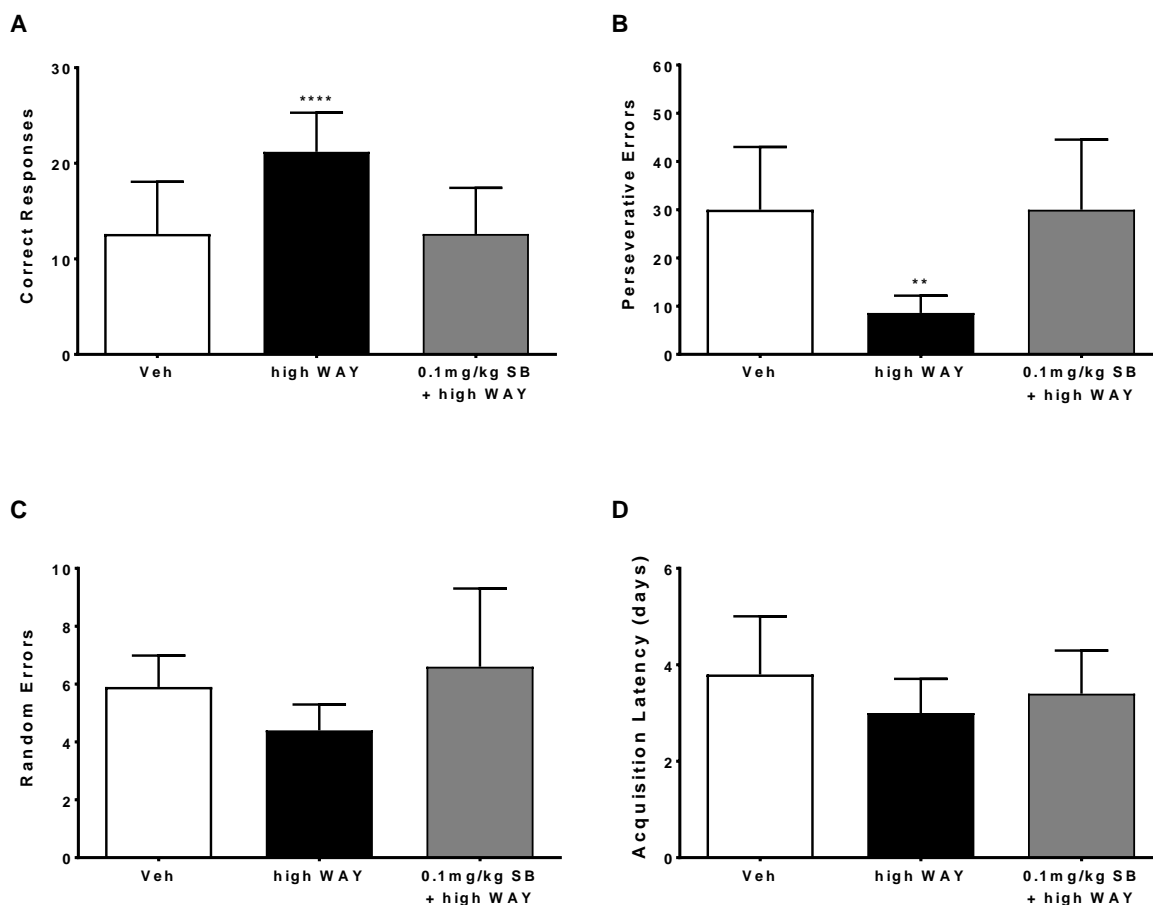 A
Correct Responses
30
20
10
0
****
Veh
high WAY
0.1mg/kg SB
+ high WAY
B
Perseverative Errors
60
50
40
30
20
10
0
**
Veh
high WAY
0.1mg/kg SB
+ high WAY
C
Random Errors
10
8
6
4
2
0
Veh
high WAY
0.1mg/kg SB
+ high WAY
D
Acquisition Latency (days)
6
4
2
0
Veh
high WAY
0.1mg/kg SB
+ high WAY